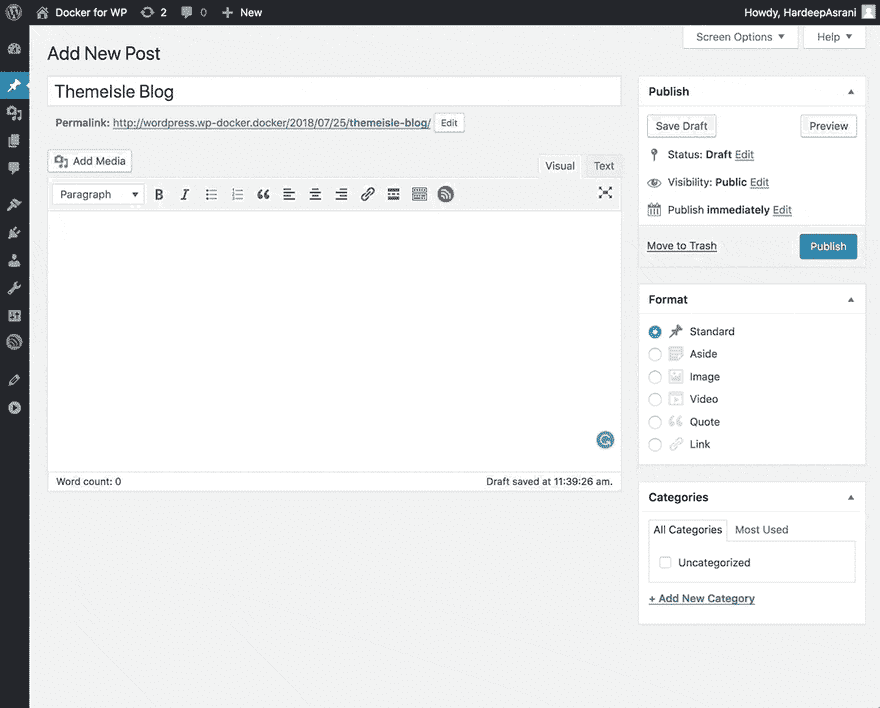 Docker for WP 2 0 New Howdy, HardeepAsrani
Screen Options Help
Add New Post
ThemeIsle Blog
Permalink: http://wordpress.wp-docker.docker/2018/07/25/themeisle-blog/ Edit
Add Media
Visual Text
Paragraph B I
Word count: 0 Draft saved at 11:39:26 am.
Publish
Save Draft Preview
Status: Draft Edit
Visibility: Public Edit
Publish immediately Edit
Move to Trash Publish
Format
Standard
Aside
Image
Video
Quote
Link
Categories
All Categories Most Used
Uncategorized
+ Add New Category